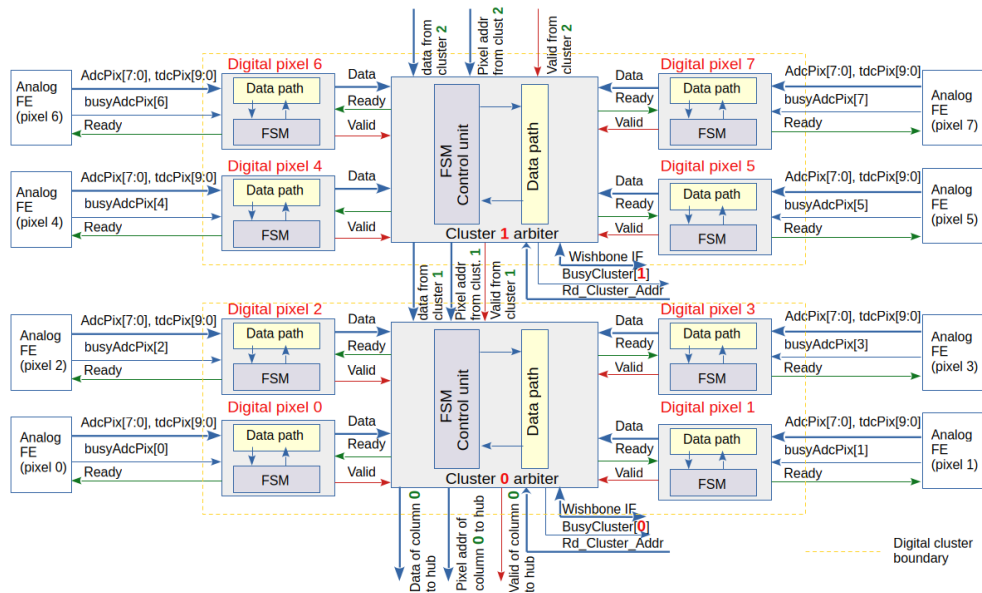 data from
cluster 2
Pixel addr
from clust 2
Valid from
cluster 2
Digital pixel 6
Digital pixel 7
Analog
FE
(pixel 6)
AdcPix[7:0], tdcPix[9:0]
busyAdcPix[6]
Ready
Data path
FSM
Data
Ready
Valid
FSM
Control unit
Data path
Data
Ready
Valid
Data path
FSM
AdcPix[7:0], tdcPix[9:0]
busyAdcPix[7]
Ready
Analog
FE
(pixel 7)
Digital pixel 4
Digital pixel 5
Analog
FE
(pixel 4)
AdcPix[7:0], tdcPix[9:0]
busyAdcPix[4]
Ready
Data path
FSM
Data
Valid
Data
Ready
Valid
Data path
FSM
AdcPix[7:0], tdcPix[9:0]
busyAdcPix[5]
Ready
Analog
FE
(pixel 5)
Cluster 1 arbiter
data from
cluster 1
Pixel addr
from clust. 1
Valid from
cluster 1
Wishbone IF
BusyCluster[1]
Rd_Cluster_Addr
Digital pixel 2
Digital pixel 3
Analog
FE
(pixel 2)
AdcPix[7:0], tdcPix[9:0]
busyAdcPix[2]
Ready
Data path
FSM
Data
Ready
Valid
FSM
Control unit
Data path
Data
Ready
Valid
Data path
FSM
AdcPix[7:0], tdcPix[9:0]
busyAdcPix[3]
Ready
Analog
FE
(pixel 3)
Digital pixel 0
Digital pixel 1
Analog
FE
(pixel 0)
AdcPix[7:0], tdcPix[9:0]
busyAdcPix[0]
Ready
Data path
FSM
Data
Ready
Valid
Data
Ready
Valid
Data path
FSM
AdcPix[7:0], tdcPix[9:0]
busyAdcPix[1]
Ready
Analog
FE
(pixel 1)
Cluster 0 arbiter
Data of column 0
to hub
Pixel addr of
column 0 to hub
Valid of column 0
to hub
Wishbone IF
BusyCluster[0]
Rd_Cluster_Addr
Digital cluster
boundary